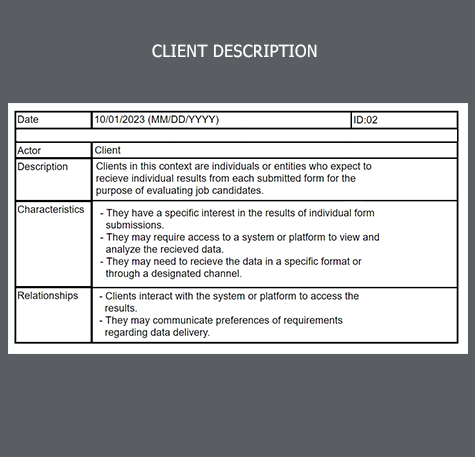 CLIENT DESCRIPTION
Date 10/01/2023 (MM/DD/YYYY) ID:02
Actor Client
Description Clients in this context are individuals or entities who expect to
recieve individual results from each submitted form for the
purpose of evaluating job candidates.
Characteristics - They have a specific interest in the results of individual form
submissions.
- They may require access to a system or platform to view and
analyze the recieved data.
- They may need to recieve the data in a specific format or
through a designated channel.
Relationships - Clients interact with the system or platform to access the
results.
- They may communicate preferences of requirements
regarding data delivery.